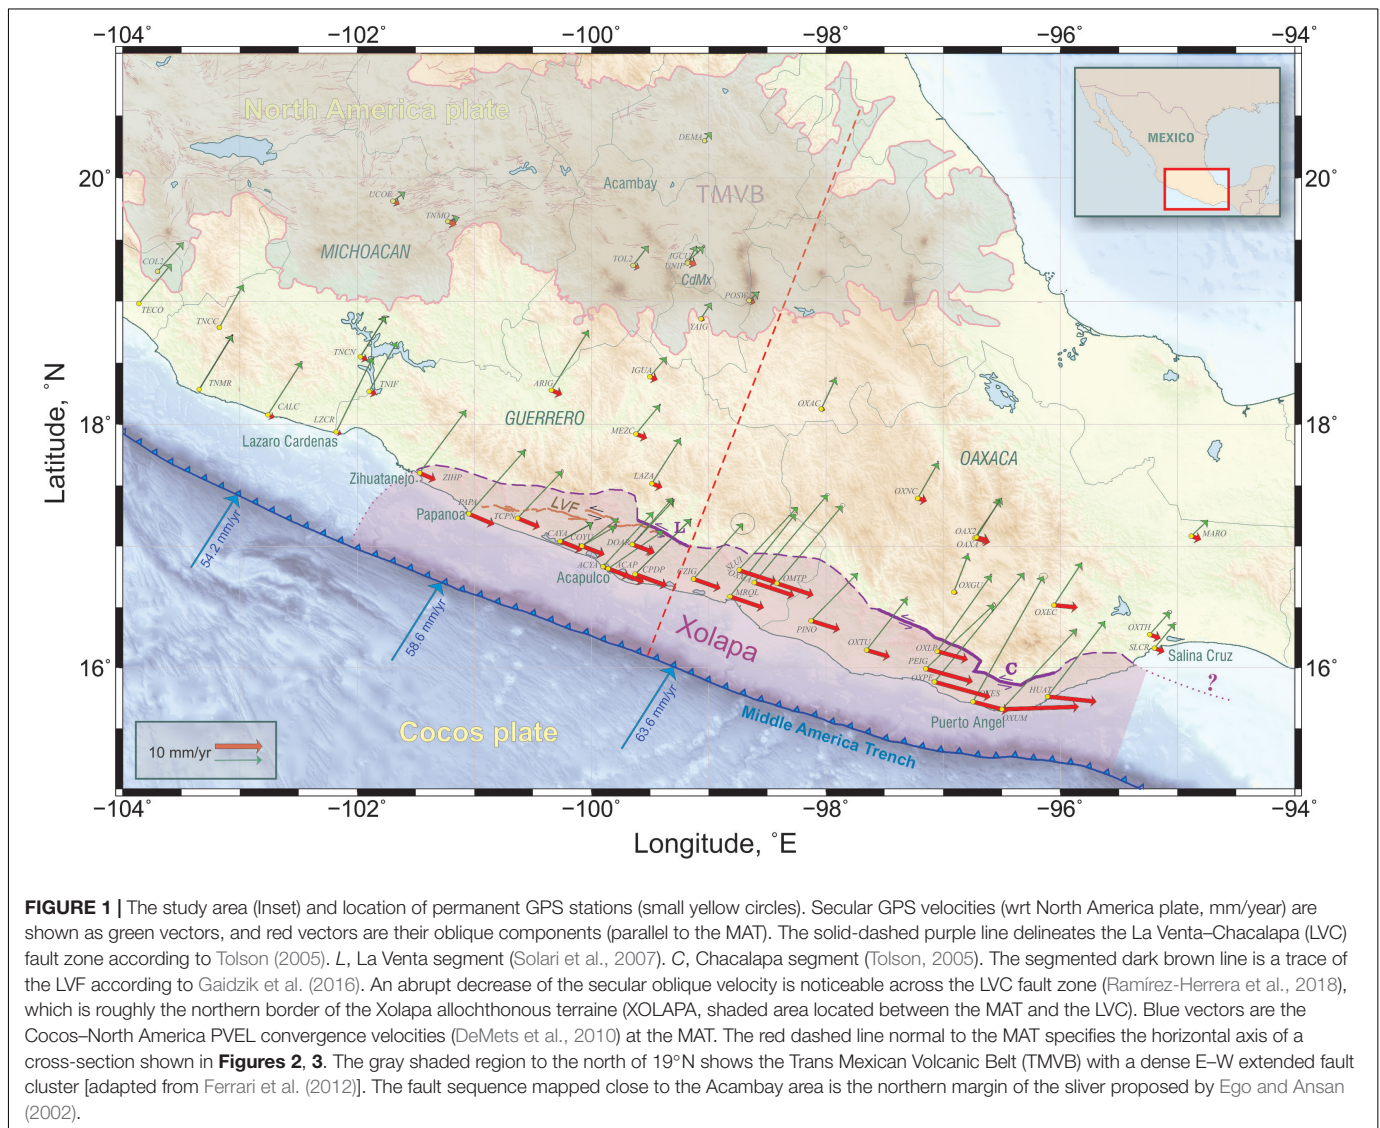 −104˚ −102˚ −100˚ −98˚ −96˚ −94˚
North America plate
MEXICO
DEMA
20˚ 20˚
Acambay
TMVB
UCOE
TNMO
MICHOACAN
COL2
TOL2
IGCU
UNIP
CdMx
POSW
TECO
TNCC
YAIG
TNCN
TNMR
TNIF
ARIG
IGUA
CALC
LZCR
OXAC
GUERRERO
MEZC
18˚ 18˚
Lazaro Cardenas
OAXACA
Zihuatanejo
ZIHP
LAZA
OXNC
Latitude, ˚N
PAPA
Papanoa
TCPN
LVF
L
CAYA
COYU
DOAR
OAX2
OAXA
MARO
54.2 mm/yr
ACYA
ACAP
CPDP
Acapulco
CZIG
SLU1
OMTP
MRQL
OXGU
OXEC
58.6 mm/yr
Xolapa
PINO
OXTH
OXTU
OXLP
SLCR
Salina Cruz
16˚ 16˚
PEIG
C
OXPE
HUAT
?
63.6 mm/yr
OXES
Puerto Angel
OXUM
Cocos plate
Middle America Trench
10 mm/yr
−104˚ −102˚ −100˚ −98˚ −96˚ −94˚
Longitude, ˚E
FIGURE 1 | The study area (Inset) and location of permanent GPS stations (small yellow circles). Secular GPS velocities (wrt North America plate, mm/year) are
shown as green vectors, and red vectors are their oblique components (parallel to the MAT). The solid-dashed purple line delineates the La Venta–Chacalapa (LVC)
fault zone according to Tolson (2005). L, La Venta segment (Solari et al., 2007). C, Chacalapa segment (Tolson, 2005). The segmented dark brown line is a trace of
the LVF according to Gaidzik et al. (2016). An abrupt decrease of the secular oblique velocity is noticeable across the LVC fault zone (Ramírez-Herrera et al., 2018),
which is roughly the northern border of the Xolapa allochthonous terraine (XOLAPA, shaded area located between the MAT and the LVC). Blue vectors are the
Cocos–North America PVEL convergence velocities (DeMets et al., 2010) at the MAT. The red dashed line normal to the MAT specifies the horizontal axis of a
cross-section shown in Figures 2, 3. The gray shaded region to the north of 19°N shows the Trans Mexican Volcanic Belt (TMVB) with a dense E–W extended fault
cluster [adapted from Ferrari et al. (2012)]. The fault sequence mapped close to the Acambay area is the northern margin of the sliver proposed by Ego and Ansan
(2002).